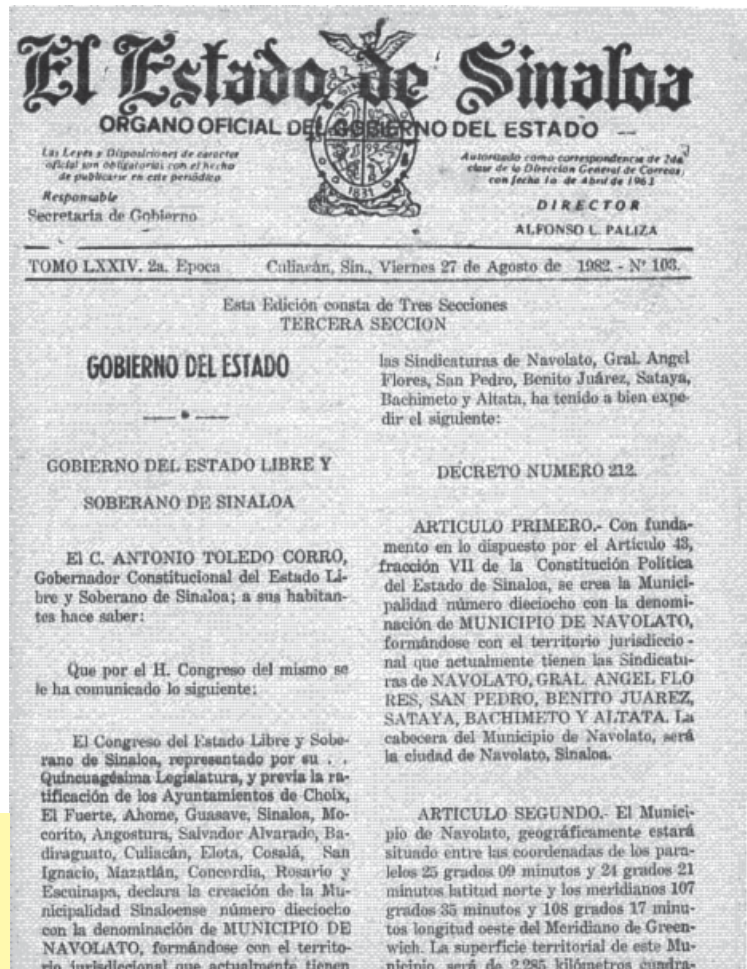 El Estado de Sinaloa
ORGANO OFICIAL DEL GOBIERNO DEL ESTADO
Las Leyes y Disposiciones de caracter
oficial son obligatorias con el hecho
de publicarse en este periódico.
Responsable
Secretaría de Gobierno
1831
Autorizado como correspondencia de 2da.
clase de la Dirección General de Correos,
con fecha 1o. de Abril de 1963
DIRECTOR
ALFONSO L. PALIZA
TOMO LXXIV. 2a. Epoca Culiacán, Sin., Viernes 27 de Agosto de 1982. - Nº 103.
Esta Edición consta de Tres Secciones
TERCERA SECCION
GOBIERNO DEL ESTADO
GOBIERNO DEL ESTADO LIBRE Y
SOBERANO DE SINALOA
El C. ANTONIO TOLEDO CORRO,
Gobernador Constitucional del Estado Li-
bre y Soberano de Sinaloa; a sus habitan-
tes hace saber:
Que por el H. Congreso del mismo se
le ha comunicado lo siguiente:
El Congreso del Estado Libre y Sobe-
rano de Sinaloa, representado por su . .
Quincuagésima Legislatura, y previa la ra-
tificación de los Ayuntamientos de Choix,
El Fuerte, Ahome, Guasave, Sinaloa, Mo-
corito, Angostura, Salvador Alvarado, Ba-
diraguato, Culiacán, Elota, Cosalá, San
Ignacio, Mazatlán, Concordia, Rosario y
Escuinapa, declara la creación de la Mu-
nicipalidad Sinaloense número dieciocho
con la denominación de MUNICIPIO DE
NAVOLATO, formándose con el territo-
rio jurisdiccional que actualmente tienen
las Sindicaturas de Navolato, Gral. Angel
Flores, San Pedro, Benito Juárez, Sataya,
Bachimeto y Altata, ha tenido a bien expe-
dir el siguiente:
DECRETO NUMERO 212.
ARTICULO PRIMERO.- Con funda-
mento en lo dispuesto por el Artículo 43,
fracción VII de la Constitución Política
del Estado de Sinaloa, se crea la Munici-
palidad número dieciocho con la denomi-
nación de MUNICIPIO DE NAVOLATO,
formándose con el territorio jurisdiccio -
nal que actualmente tienen las Sindicatu-
ras de NAVOLATO, GRAL. ANGEL FLO
RES, SAN PEDRO, BENITO JUAREZ,
SATAYA, BACHIMETO Y ALTATA. La
cabecera del Municipio de Navolato, será
la ciudad de Navolato, Sinaloa.
ARTICULO SEGUNDO.- El Munici-
pio de Navolato, geográficamente estará
situado entre las coordenadas de los para-
lelos 25 grados 09 minutos y 24 grados 21
minutos latitud norte y los meridianos 107
grados 35 minutos y 108 grados 17 minu-
tos longitud oeste del Meridiano de Green-
wich. La superficie territorial de este Mu-
nicipio, será de 2,285 kilómetros cuadra-